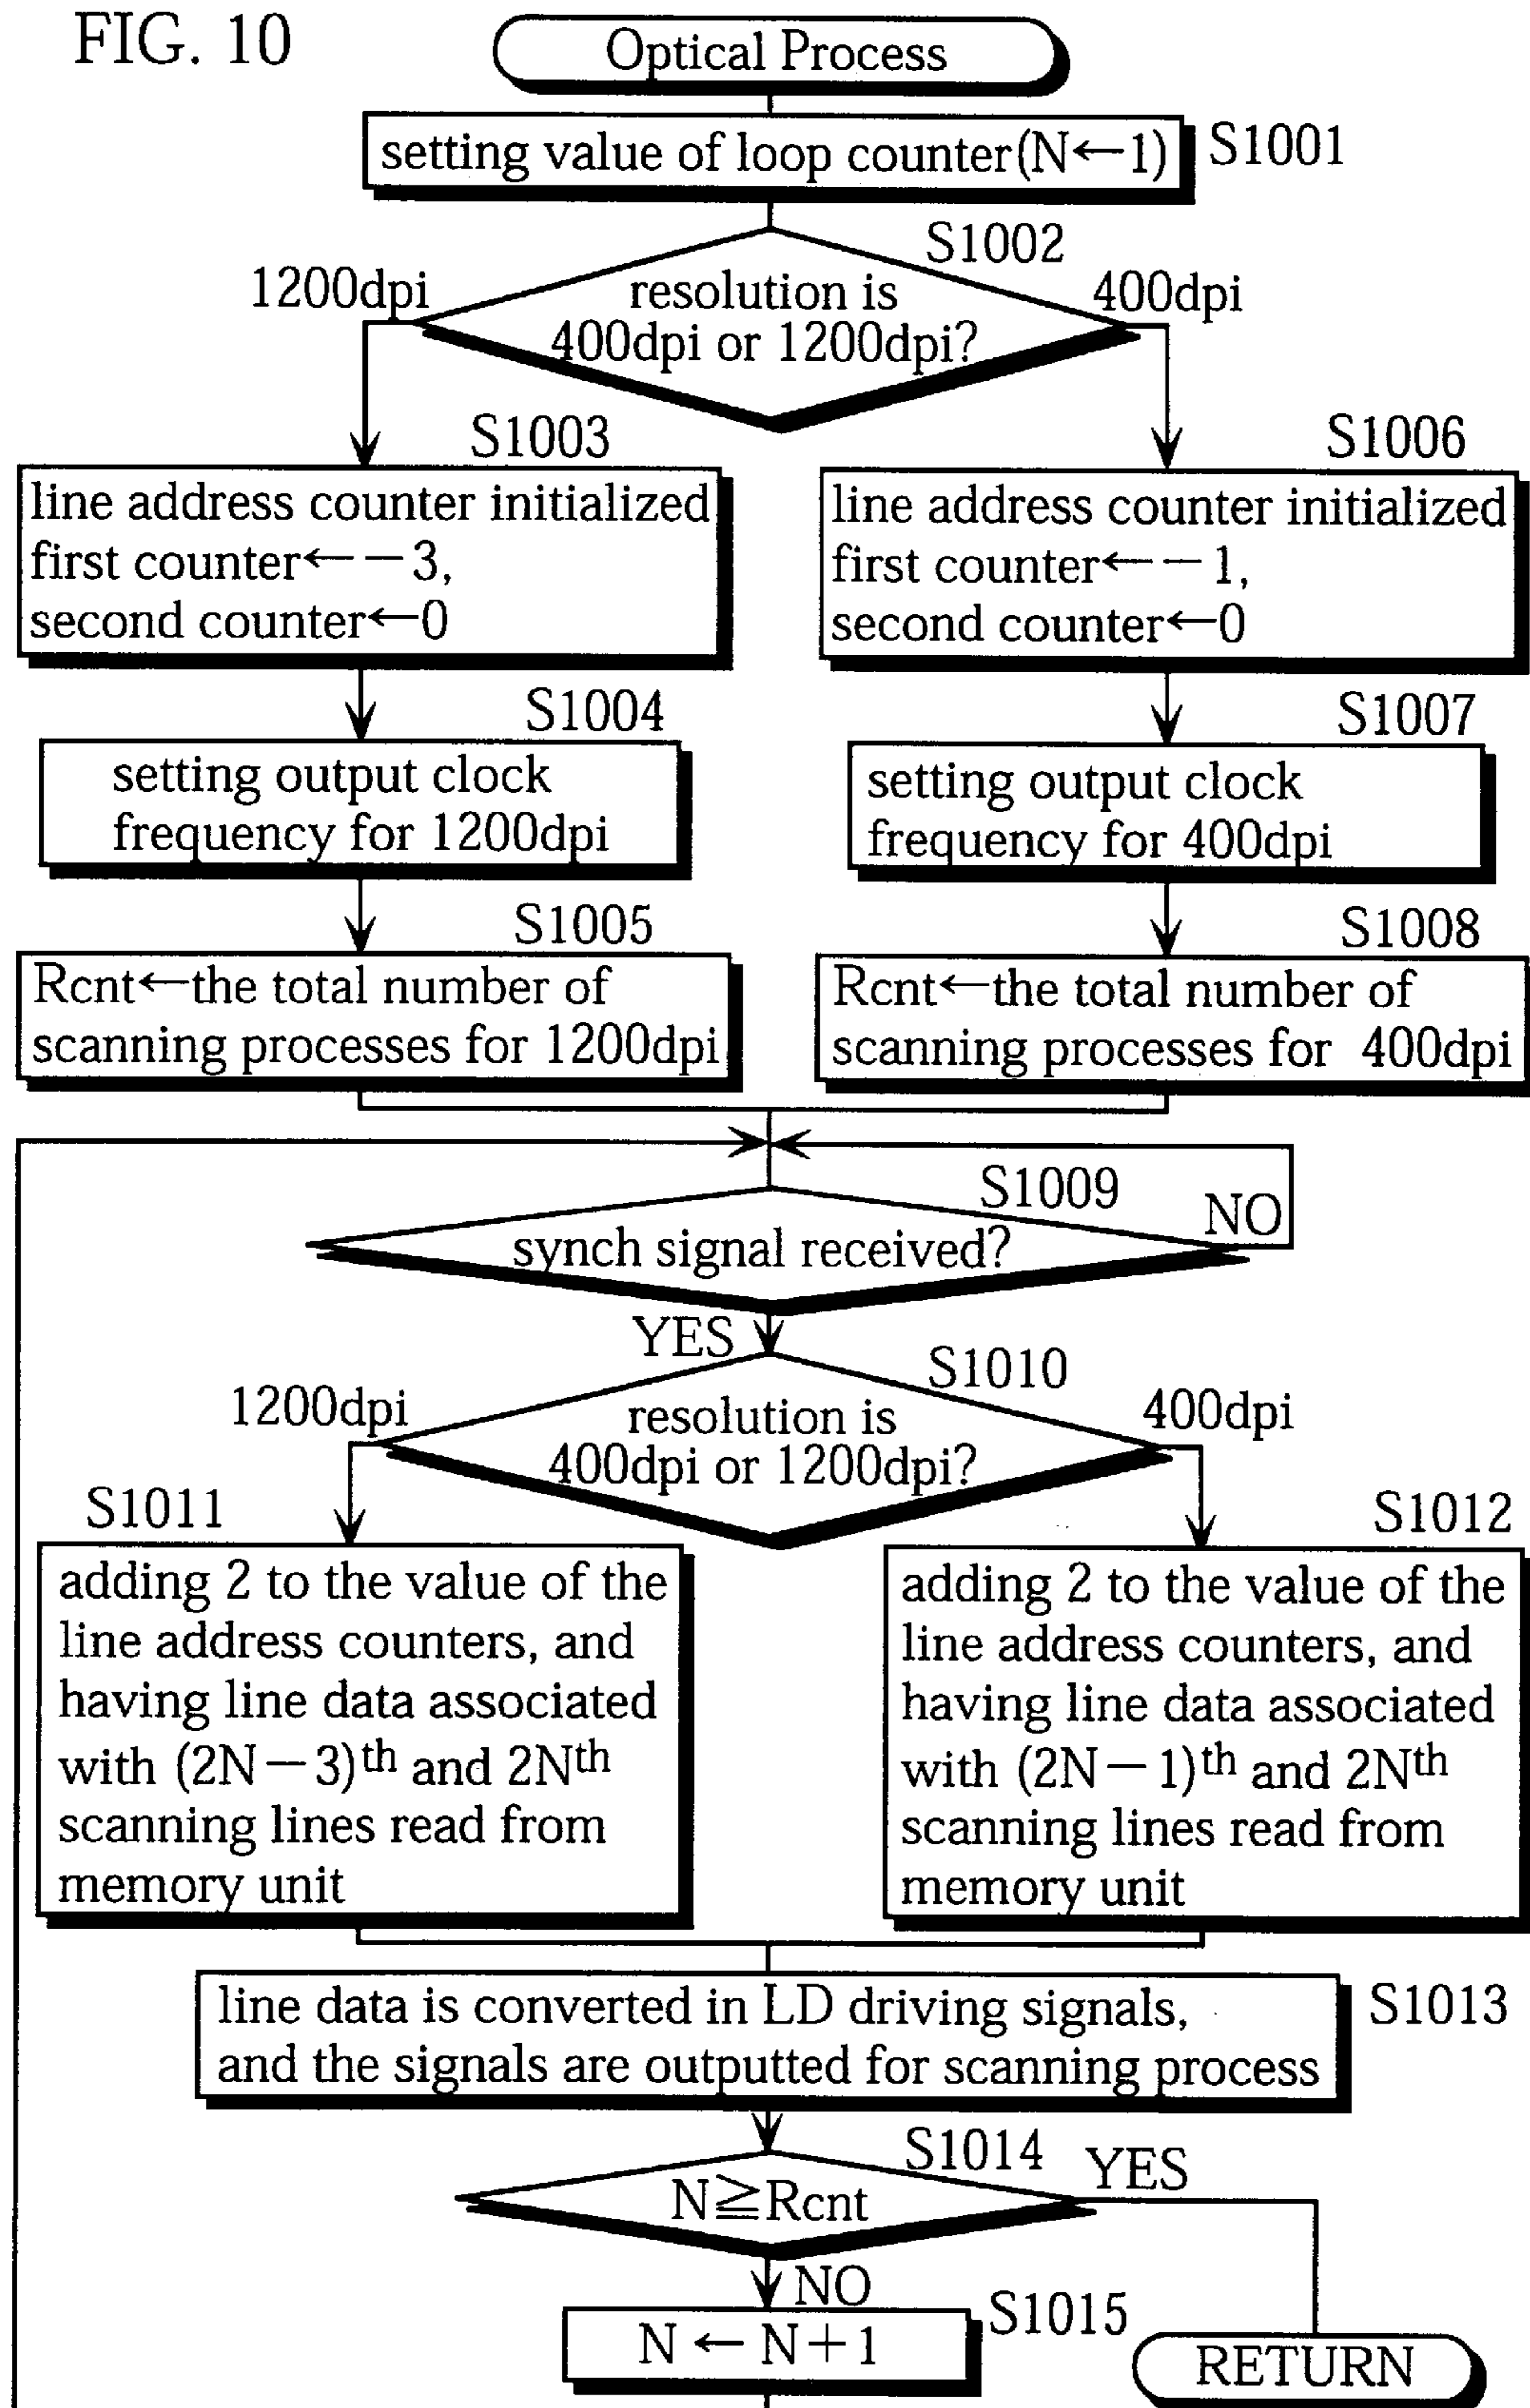 FIG. 10
Optical Process
setting value of loop counter(N←1)
S1001
S1002
1200dpi
400dpi
resolution is
400dpi or 1200dpi?
S1003
line address counter initialized
first counter← −3,
second counter←0
S1006
line address counter initialized
first counter← −1,
second counter←0
S1004
setting output clock
frequency for 1200dpi
S1007
setting output clock
frequency for 400dpi
S1005
Rcnt←the total number of
scanning processes for 1200dpi
S1008
Rcnt←the total number of
scanning processes for 400dpi
S1009
synch signal received?
NO
YES
S1010
1200dpi
400dpi
resolution is
400dpi or 1200dpi?
S1011
adding 2 to the value of the
line address counters, and
having line data associated
with (2N−3)th and 2Nth
scanning lines read from
memory unit
S1012
adding 2 to the value of the
line address counters, and
having line data associated
with (2N−1)th and 2Nth
scanning lines read from
memory unit
line data is converted in LD driving signals,
and the signals are outputted for scanning process
S1013
S1014
N≧Rcnt
YES
NO
S1015
N ← N+1
RETURN